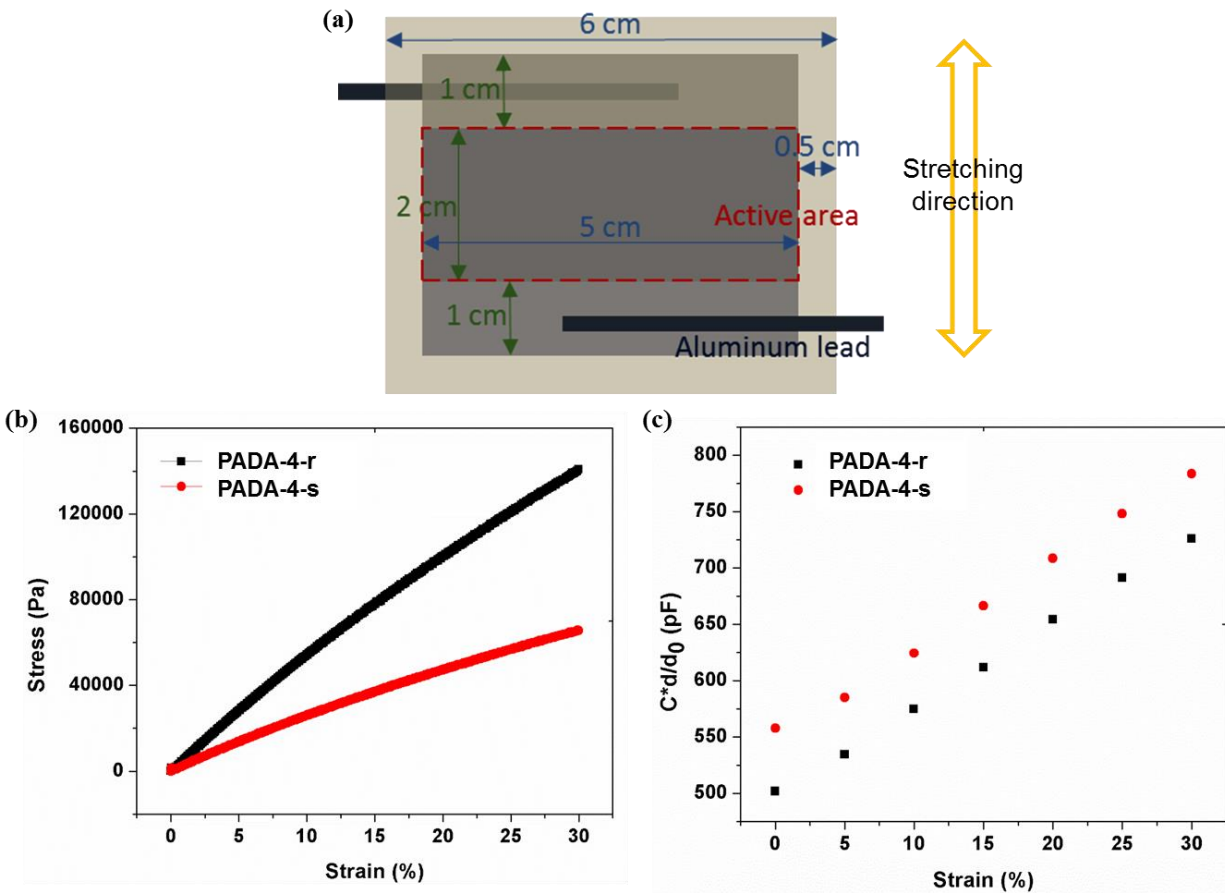 (a)
6 cm
1 cm
0.5 cm
Stretching
direction
2 cm
Active area
5 cm
1 cm
Aluminum lead
(b)
160000
120000
80000
40000
0
Stress (Pa)
PADA-4-r
PADA-4-s
0 5 10 15 20 25 30
Strain (%)
(c)
800
750
700
650
600
550
500
C*d/d0 (pF)
PADA-4-r
PADA-4-s
0 5 10 15 20 25 30
Strain (%)